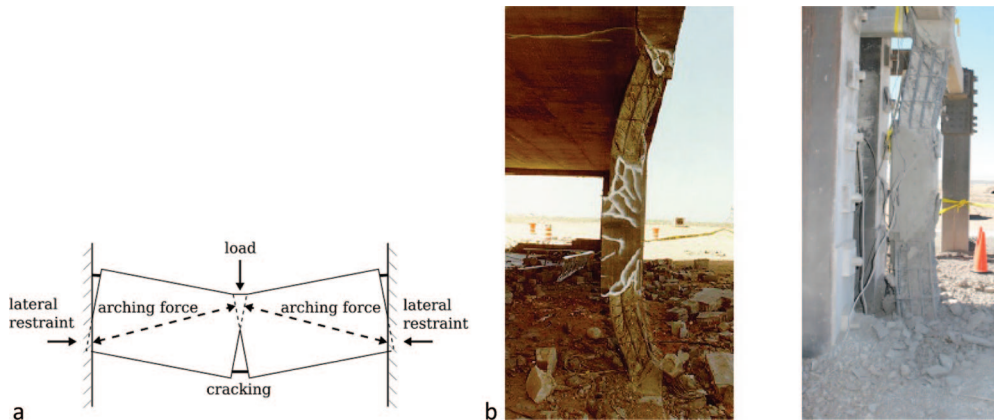 load
lateral
restraint
arching force
arching force
lateral
restraint
cracking
a
b